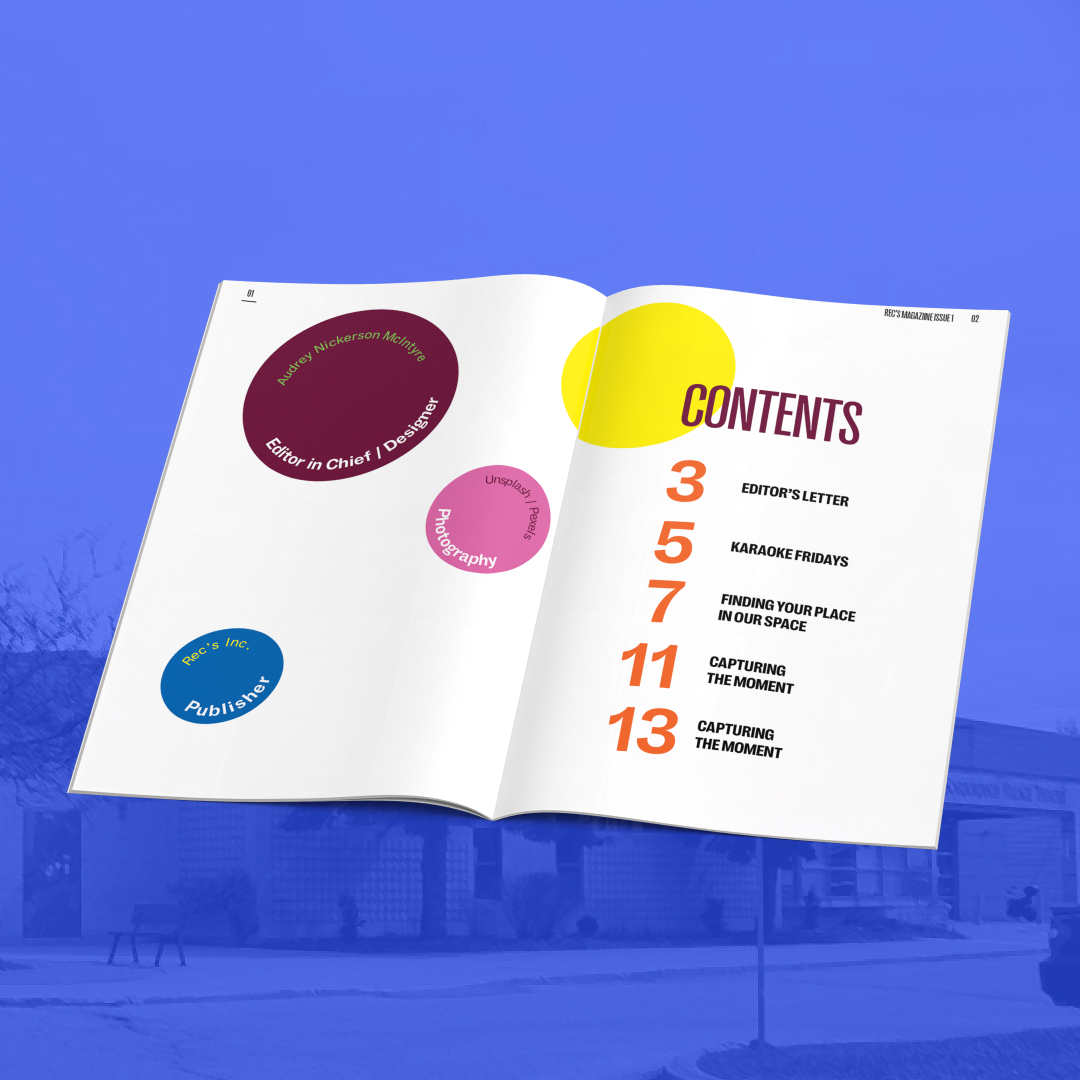 01
Audrey Nickerson McIntyre
Editor in Chief / Designer
Unsplash / Pexels
Photography
Rec's Inc.
Publisher
REC'S MAGAZIINE ISSUE 1 02
CONTENTS
3 EDITOR'S LETTER
5 KARAOKE FRIDAYS
7 FINDING YOUR PLACE
IN OUR SPACE
11 CAPTURING
THE MOMENT
13 CAPTURING
THE MOMENT